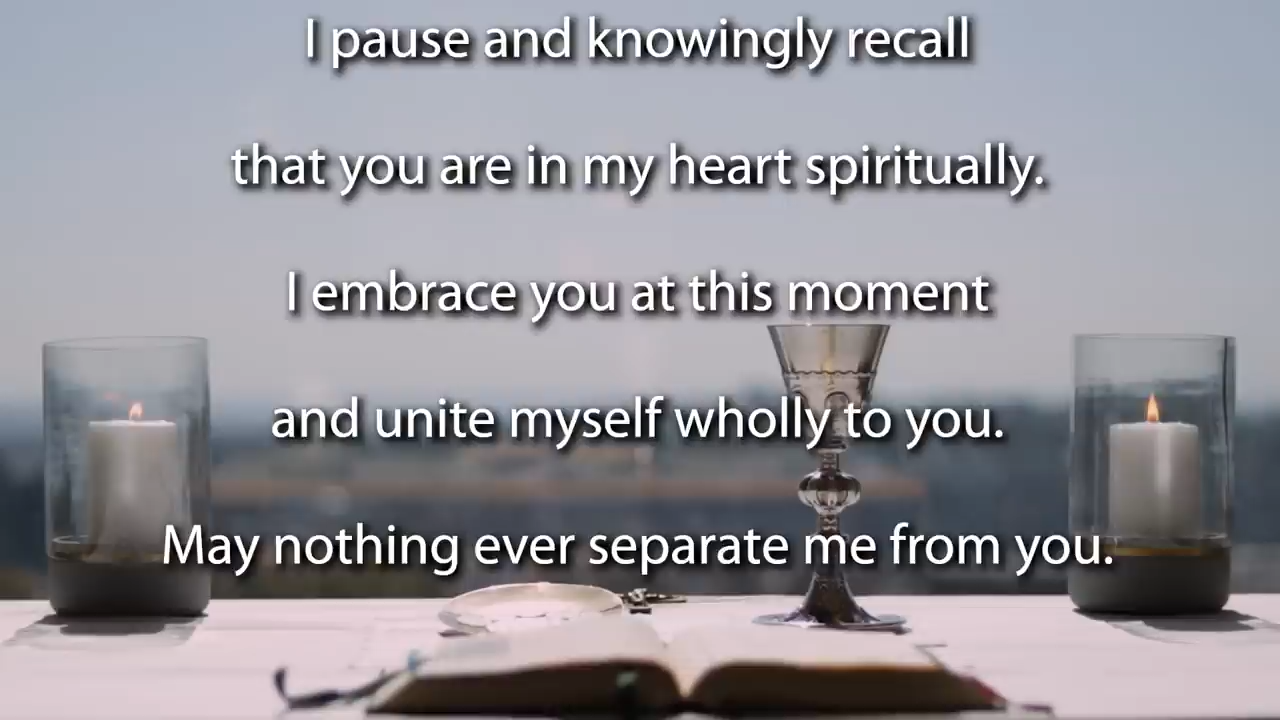 I pause and knowingly recall
that you are in my heart spiritually.
I embrace you at this moment
and unite myself wholly to you.
May nothing ever separate me from you.